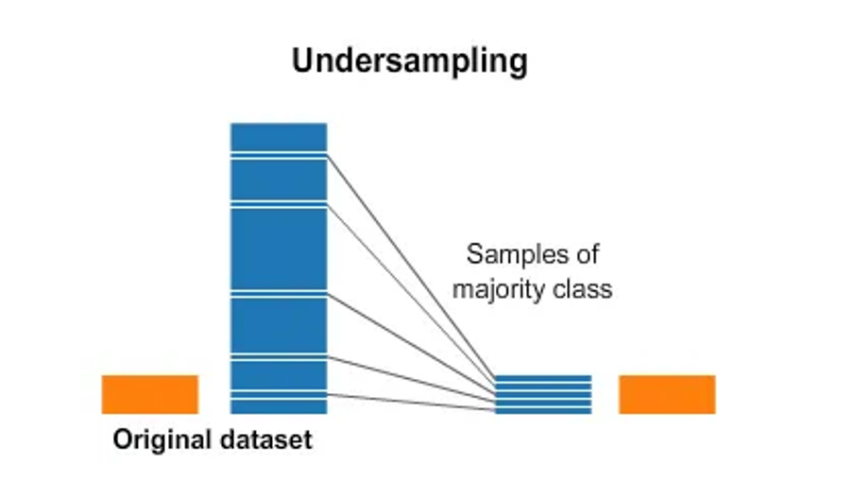 Undersampling
Samples of
majority class
Original dataset